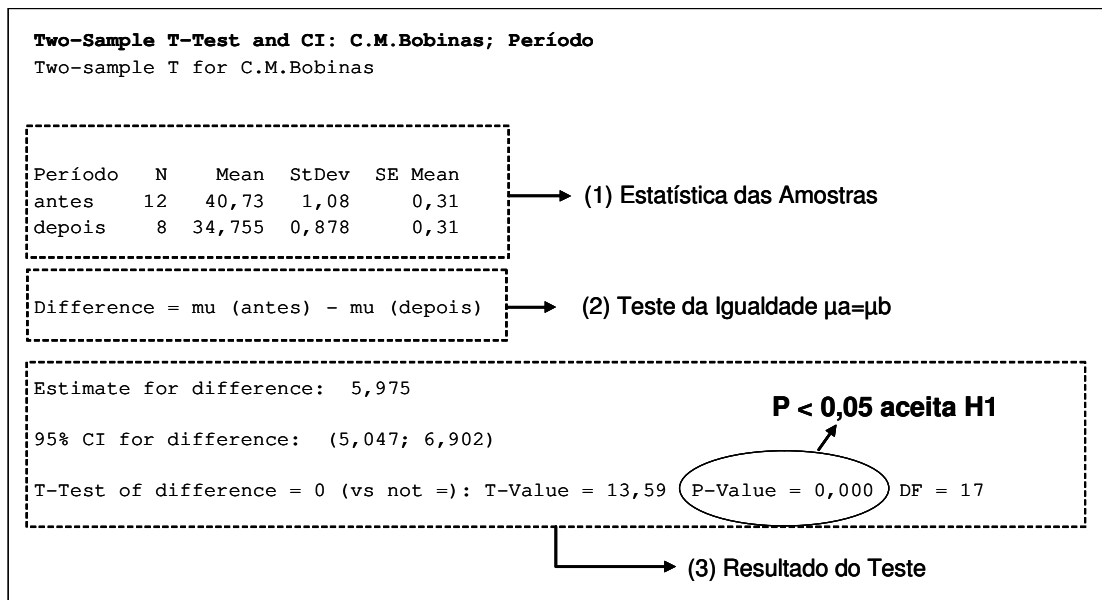 Two-Sample T-Test and CI: C.M.Bobinas; Período
Two-sample T for C.M.Bobinas
Período N Mean StDev SE Mean
antes 12 40,73 1,08 0,31
depois 8 34,755 0,878 0,31
(1) Estatística das Amostras
Difference = mu (antes) - mu (depois)
(2) Teste da Igualdade µa=µb
Estimate for difference: 5,975
P < 0,05 aceita H1
95% CI for difference: (5,047; 6,902)
T-Test of difference = 0 (vs not =): T-Value = 13,59 P-Value = 0,000 DF = 17
(3) Resultado do Teste